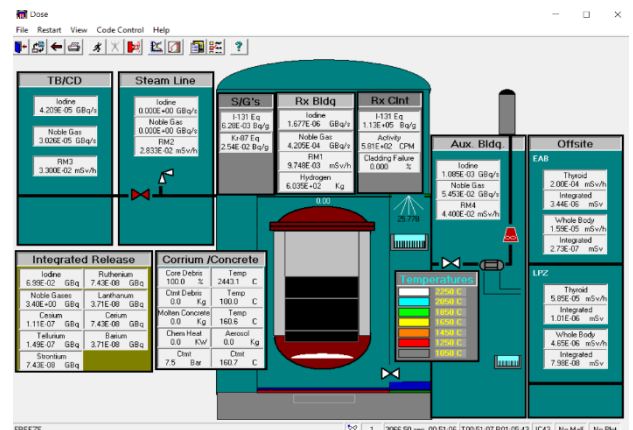 Dose
File Restart View Code Control Help
TB/CD
Iodine
4.209E-05 GBq/s
Noble Gas
3.026E-05 GBq/s
RM3
3.300E-02 mSv/h
Steam Line
Iodine
0.000E+00 GBq/s
Noble Gas
0.000E+00 GBq/s
RM2
2.833E-02 mSv/h
S/G's
I-131 Eq
6.28E-03 Bq/g
Kr-87 Eq
2.54E-02 Bq/g
Rx Bldg
Iodine
1.677E-06 GBq/s
Noble Gas
4.205E-04 GBq/s
RM1
9.748E-03 mSv/h
Hydrogen
6.035E+02 Kg
Rx Clnt
I-131 Eq
1.13E+05 Bq/g
Activity
5.81E+02 CPM
Cladding Failure
0.000 %
0.00
25.778
Aux. Bldg.
Iodine
1.085E-03 GBq/s
Noble Gas
5.453E-02 GBq/s
RM4
4.408E-02 mSv/h
Offsite
EAB
Thyroid
2.00E-04 mSv/h
Integrated
3.44E-06 mSv
Whole Body
1.59E-05 mSv/h
Integrated
2.73E-07 mSv
LPZ
Thyroid
5.85E-05 mSv/h
Integrated
1.01E-06 mSv
Whole Body
4.65E-06 mSv/h
Integrated
7.98E-08 mSv
Integrated Release
Iodine
6.99E-02 GBq
Ruthenium
7.43E-08 GBq
Noble Gases
3.40E+00 GBq
Lanthanum
3.71E-08 GBq
Cesium
1.11E-07 GBq
Cerium
7.43E-08 GBq
Tellurium
1.49E-07 GBq
Barium
3.71E-08 GBq
Strontium
7.43E-08 GBq
Corrium /Concrete
Core Debris
100.0 %
Temp
2443.1 C
Ctmt Debris
0.0 Kg
Temp
100.0 C
Molten Concrete
0.0 Kg
Temp
160.6 C
Chem Heat
0.0 KW
Aerosol
0.0 Kg
Ctmt
7.5 Bar
Ctmt
160.7 C
Temperatures
2250 C
2050 C
1850 C
1650 C
1450 C
1250 C
1050 C